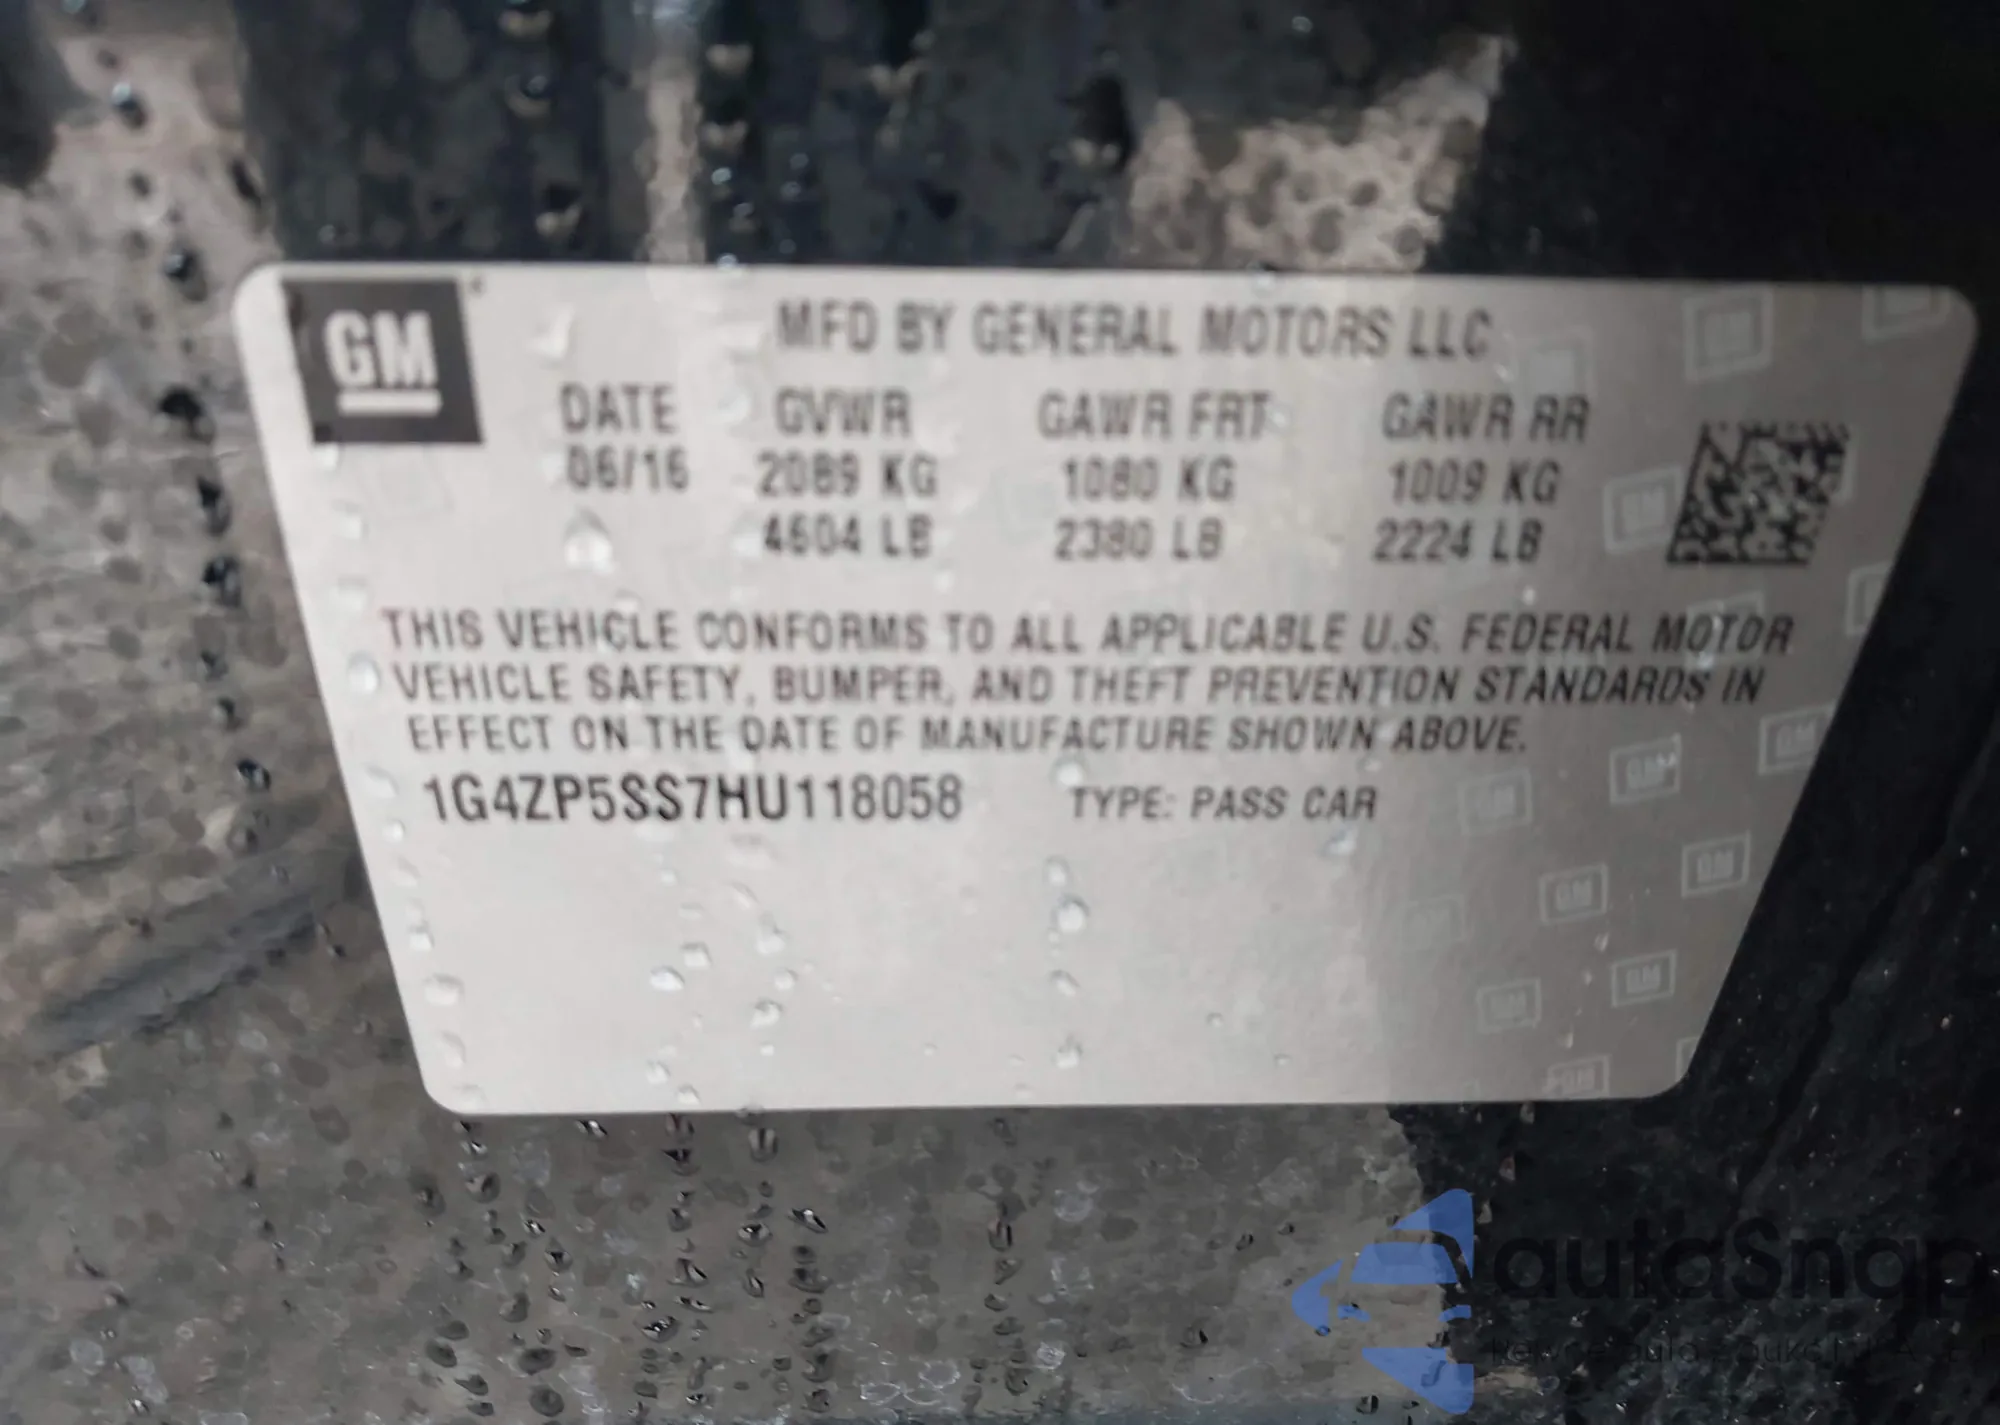 GM
MFD BY GENERAL MOTORS LLC
DATE GVWR GAWR FRT GAWR RR
06/16 2089 KG 1080 KG 1009 KG
4604 LB 2380 LB 2224 LB
THIS VEHICLE CONFORMS TO ALL APPLICABLE U.S. FEDERAL MOTOR
VEHICLE SAFETY, BUMPER, AND THEFT PREVENTION STANDARDS IN
EFFECT ON THE DATE OF MANUFACTURE SHOWN ABOVE.
1G4ZP5SS7HU118058 TYPE: PASS CAR
autaSnap